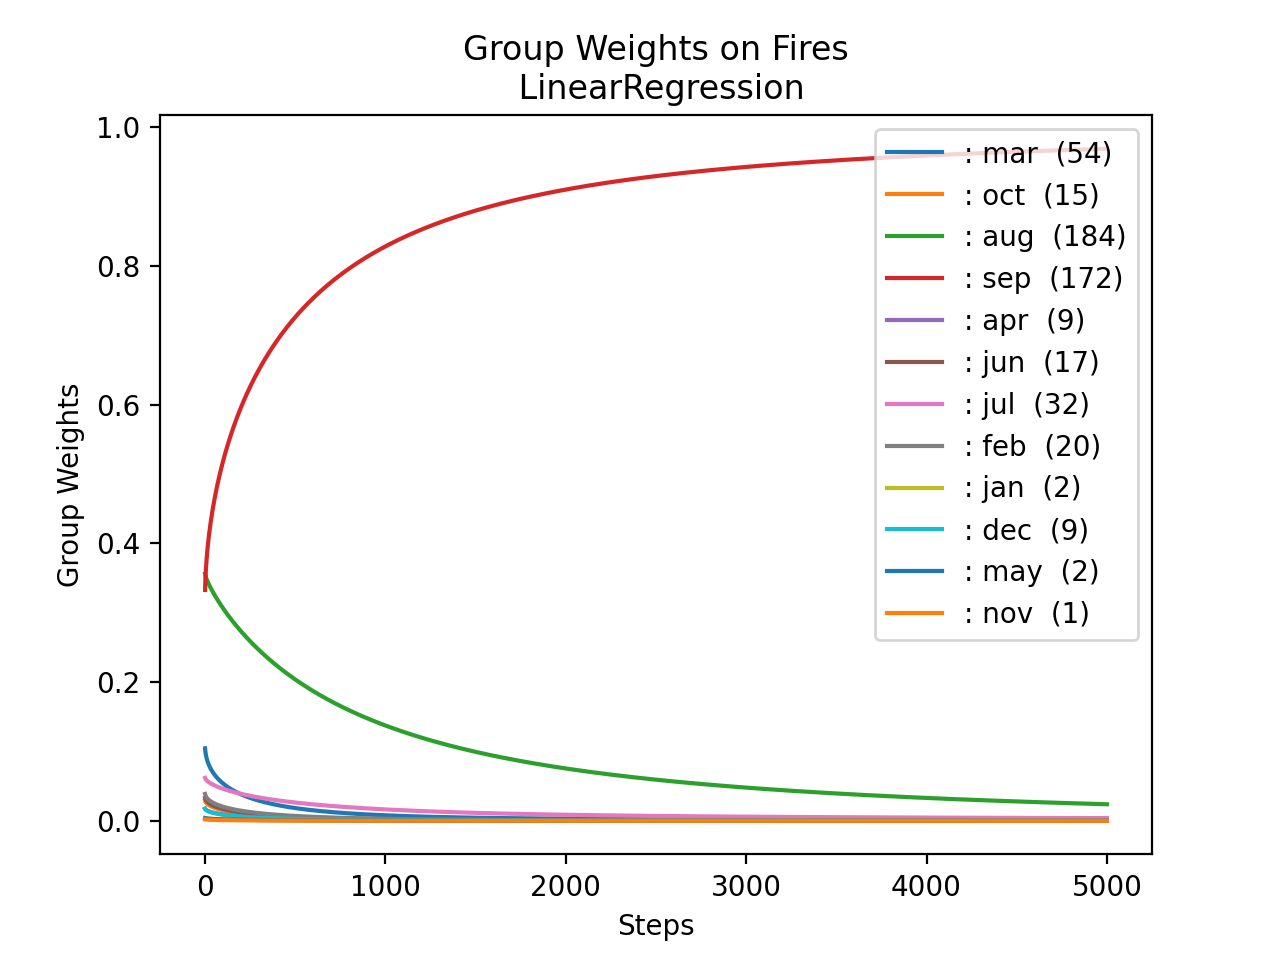 Group Weights on Fires
LinearRegression
Group Weights
1.0
0.8
0.6
0.4
0.2
0.0
: mar (54)
: oct (15)
: aug (184)
: sep (172)
: apr (9)
: jun (17)
: jul (32)
: feb (20)
: jan (2)
: dec (9)
: may (2)
: nov (1)
0 1000 2000 3000 4000 5000
Steps